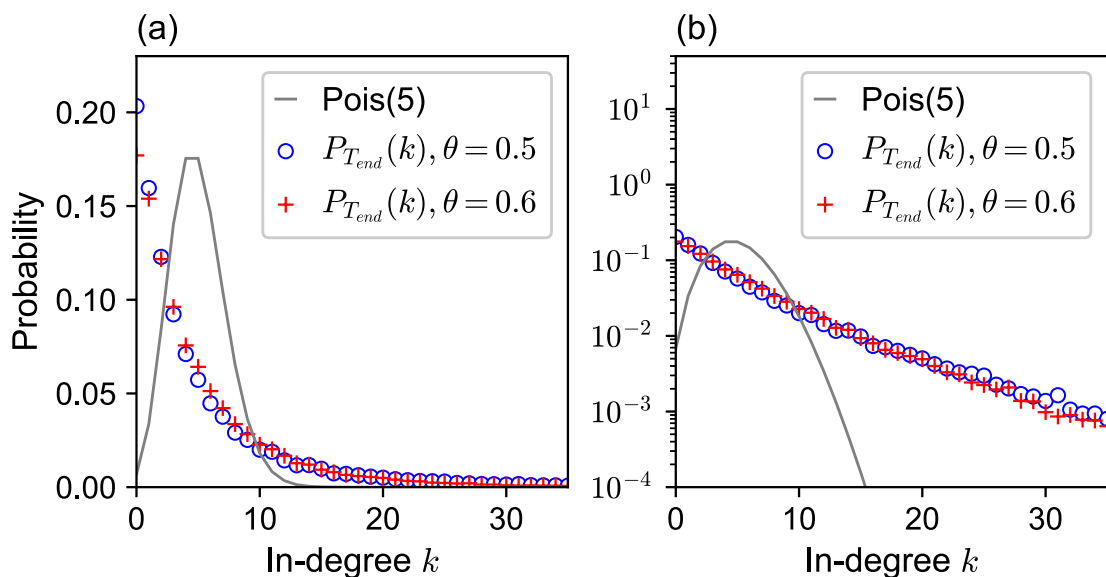 (a)
0.20
0.15
0.10
0.05
0.00
Probability
0 10 20 30
In-degree k
Pois(5)
P_{T_{end}}(k), θ = 0.5
P_{T_{end}}(k), θ = 0.6
(b)
10^1
10^0
10^{-1}
10^{-2}
10^{-3}
10^{-4}
0 10 20 30
In-degree k
Pois(5)
P_{T_{end}}(k), θ = 0.5
P_{T_{end}}(k), θ = 0.6